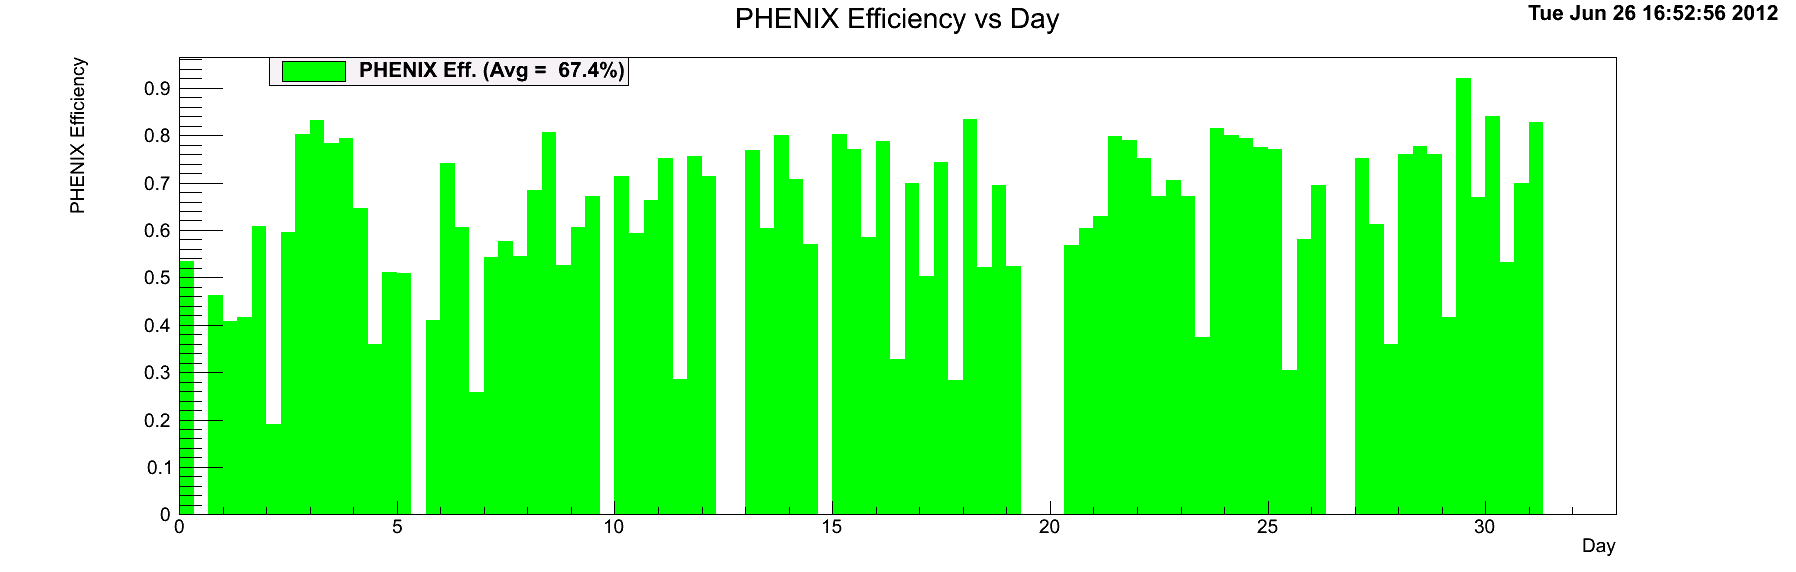 PHENIX Efficiency vs Day
Tue Jun 26 16:52:56 2012
PHENIX Eff. (Avg =  67.4%)
PHENIX Efficiency
0.9
0.8
0.7
0.6
0.5
0.4
0.3
0.2
0.1
0
0 5 10 15 20 25 30
Day